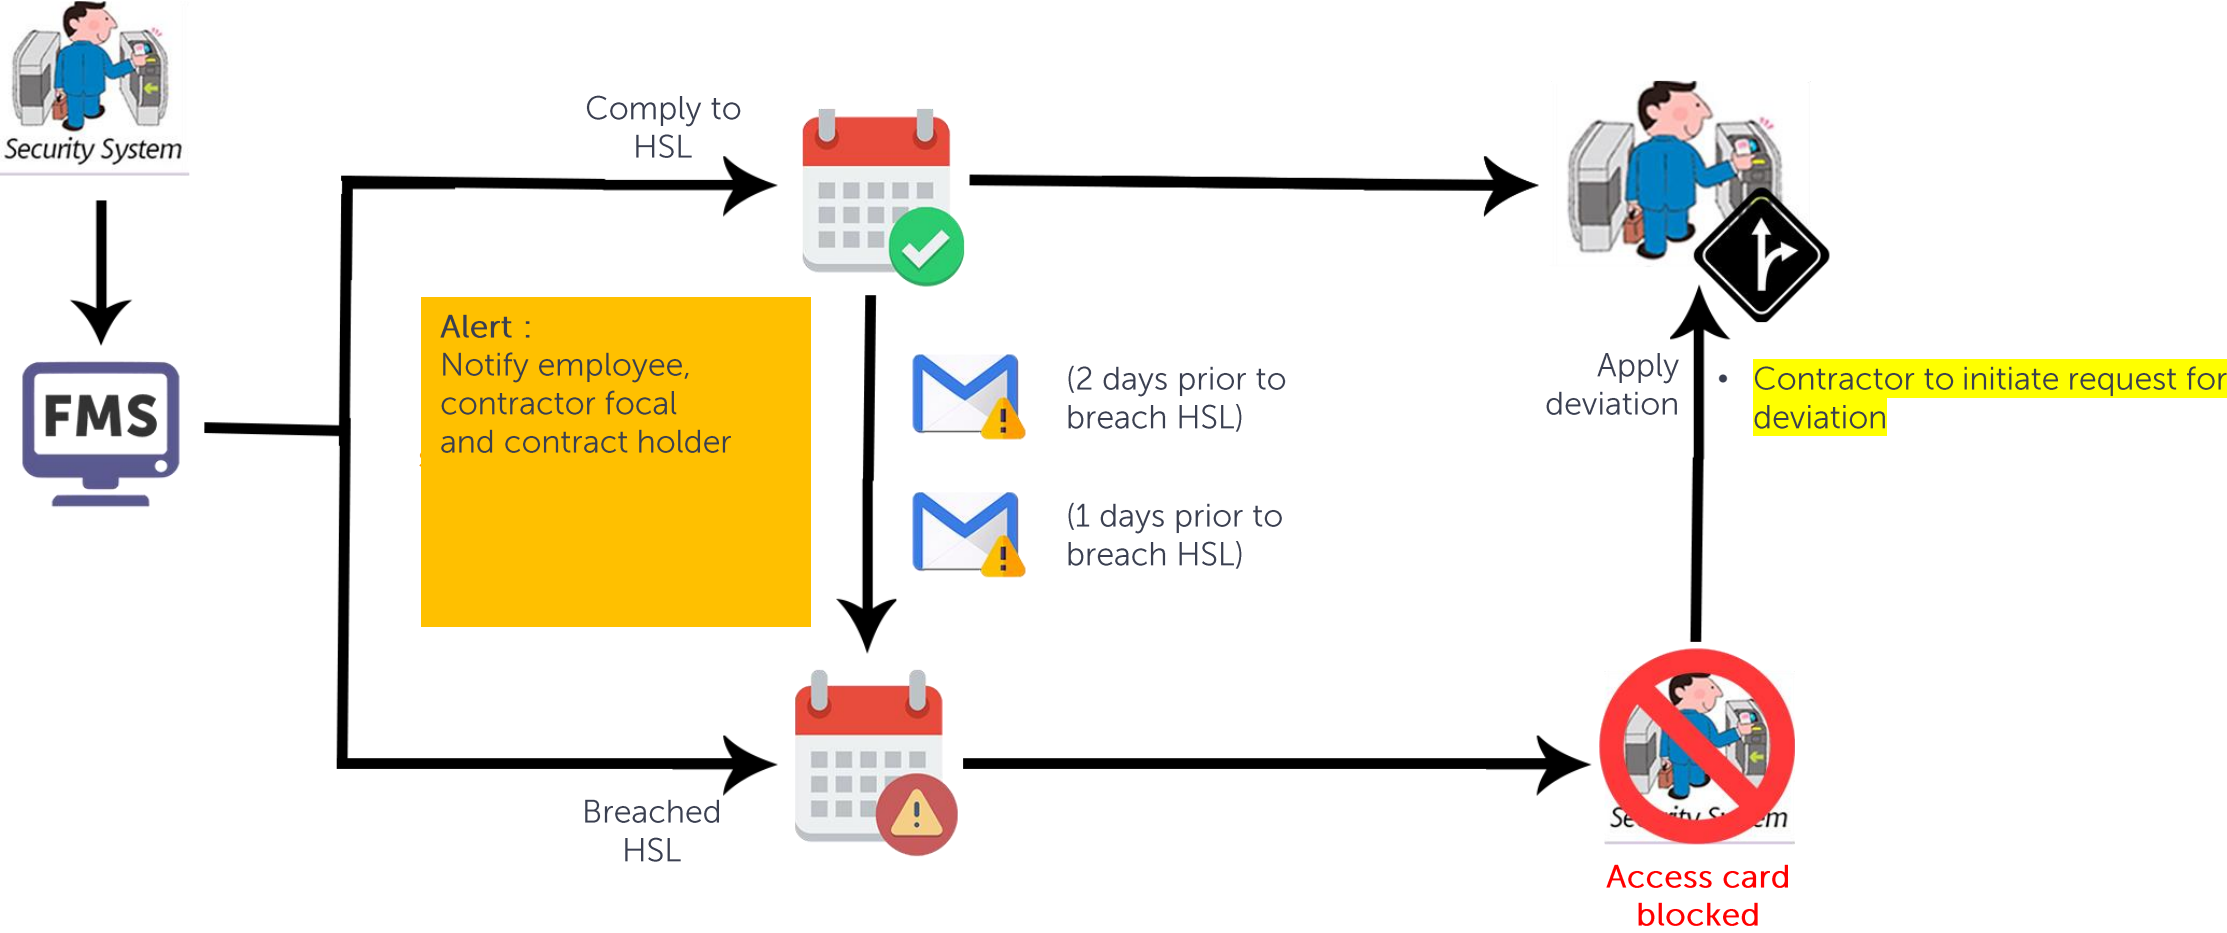 Security System
FMS
Comply to
HSL
Alert :
Notify employee,
contractor focal
and contract holder
(2 days prior to
breach HSL)
(1 days prior to
breach HSL)
Breached
HSL
Apply
deviation
• Contractor to initiate request for
deviation
Access card
blocked